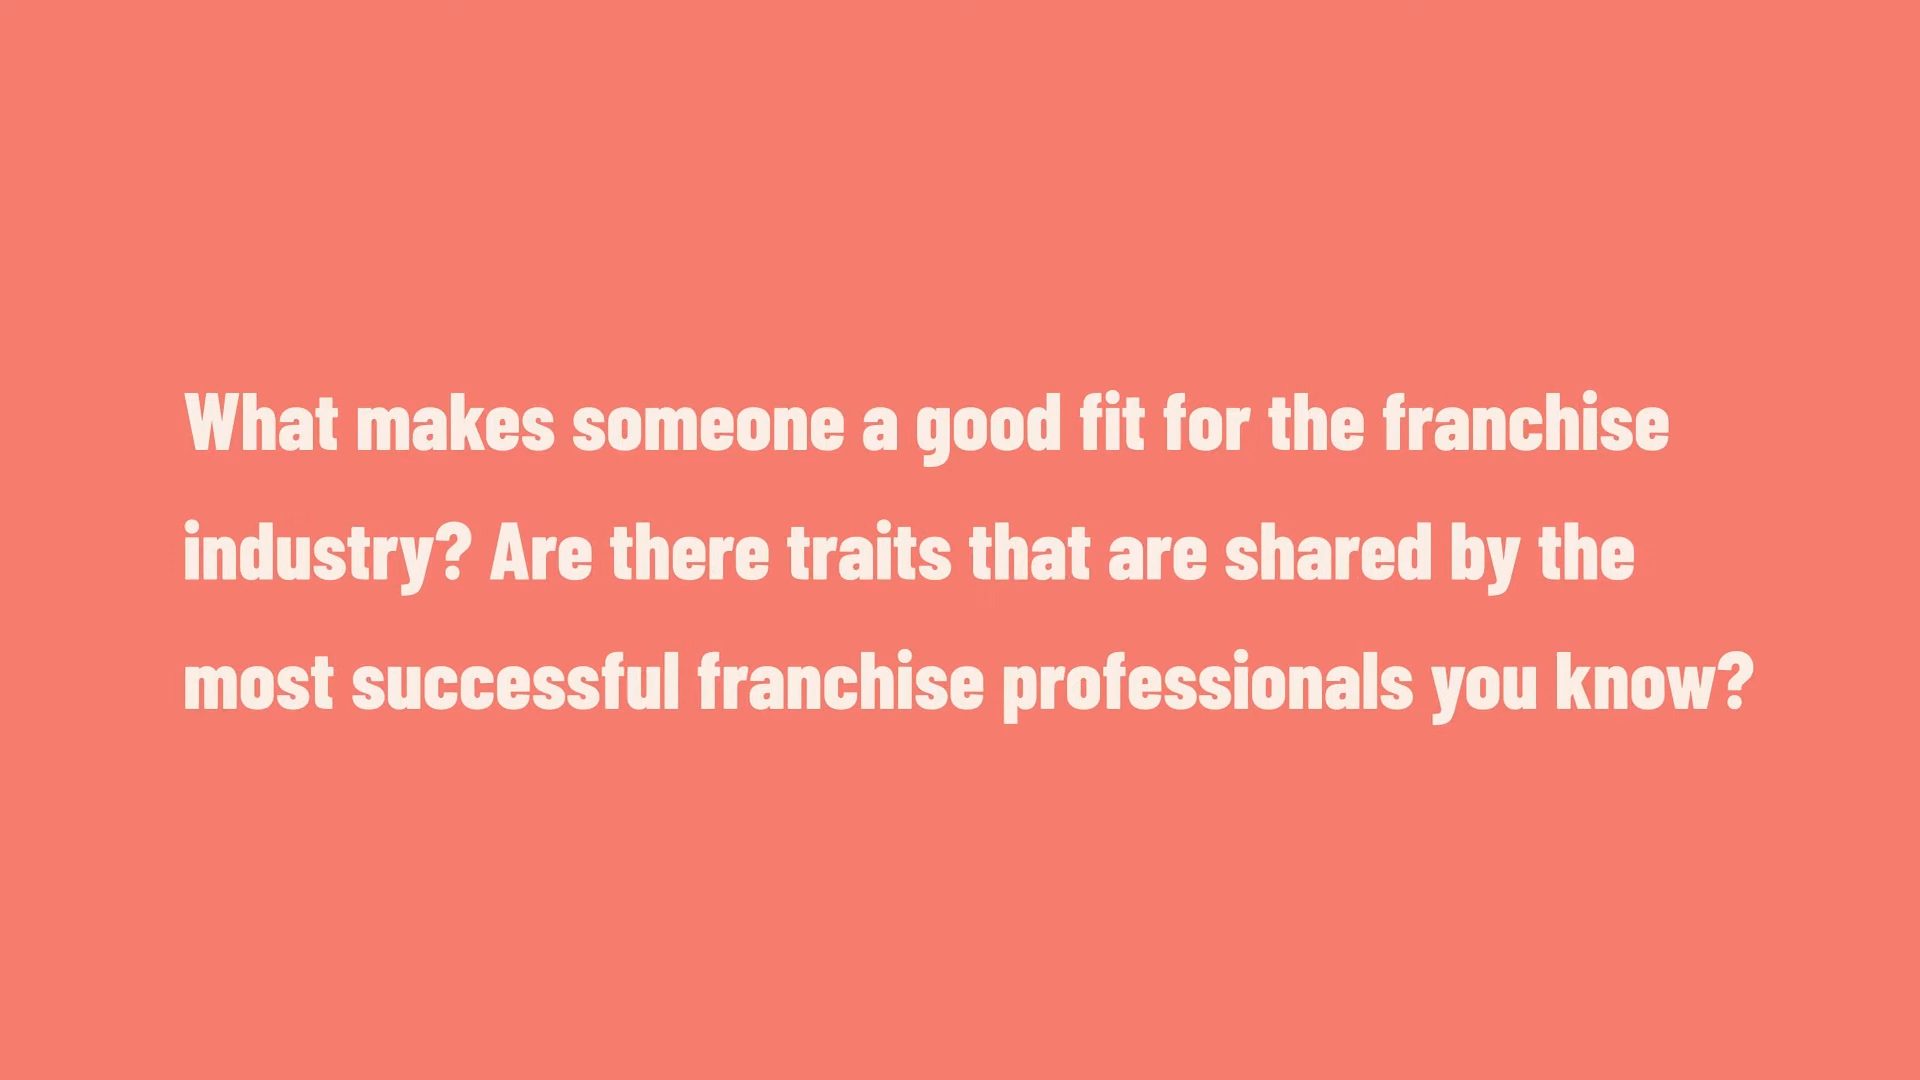 What makes someone a good fit for the franchise
industry? Are there traits that are shared by the
most successful franchise professionals you know?